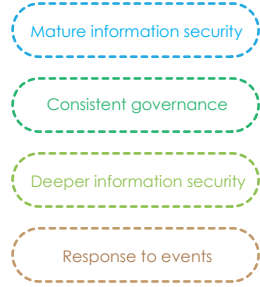 Mature information security
Consistent governance
Deeper information security
Response to events